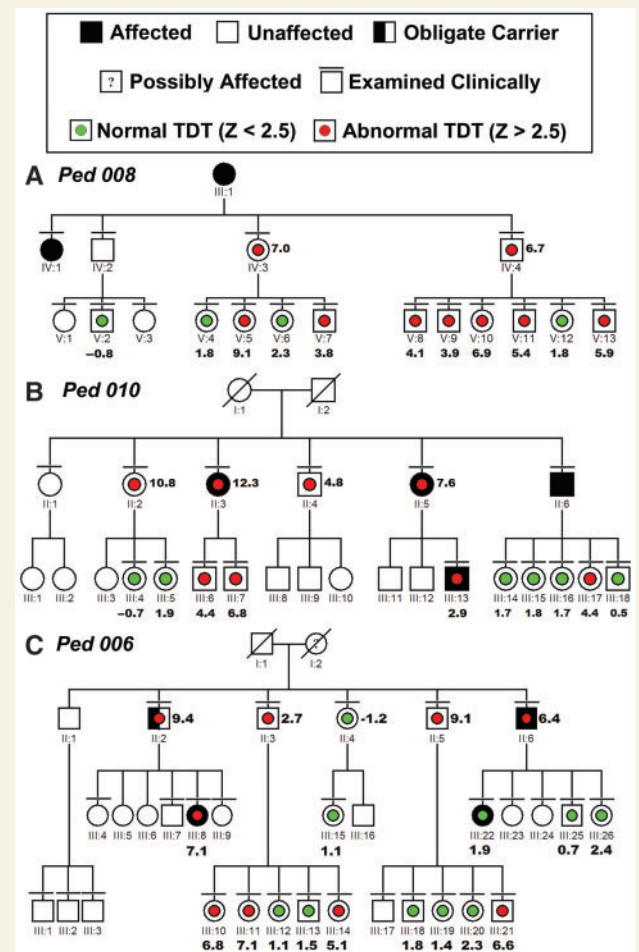 Affected Unaffected Obligate Carrier
? Possibly Affected Examined Clinically
Normal TDT (Z < 2.5) Abnormal TDT (Z > 2.5)
A Ped 008
III:1
7.0 6.7
IV:1 IV:2 IV:3 IV:4
V:1 V:2 V:3 V:4 V:5 V:6 V:7 V:8 V:9 V:10 V:11 V:12 V:13
−0.8 1.8 9.1 2.3 3.8 4.1 3.9 6.9 5.4 1.8 5.9
B Ped 010
I:1 I:2
10.8 12.3 4.8 7.6
II:1 II:2 II:3 II:4 II:5 II:6
III:1 III:2 III:3 III:4 III:5 III:6 III:7 III:8 III:9 III:10 III:11 III:12 III:13 III:14 III:15 III:16 III:17 III:18
−0.7 1.9 4.4 6.8 2.9 1.7 1.8 1.7 4.4 0.5
C Ped 006
?
I:1 I:2
9.4 2.7 -1.2 9.1 6.4
II:1 II:2 II:3 II:4 II:5 II:6
III:4 III:5 III:6 III:7 III:8 III:9 III:15 III:16 III:22 III:23 III:24 III:25 III:26
7.1 1.1 1.9 0.7 2.4
III:1 III:2 III:3 III:10 III:11 III:12 III:13 III:14 III:17 III:18 III:19 III:20 III:21
6.8 7.1 1.1 1.5 5.1 1.8 1.4 2.3 6.6